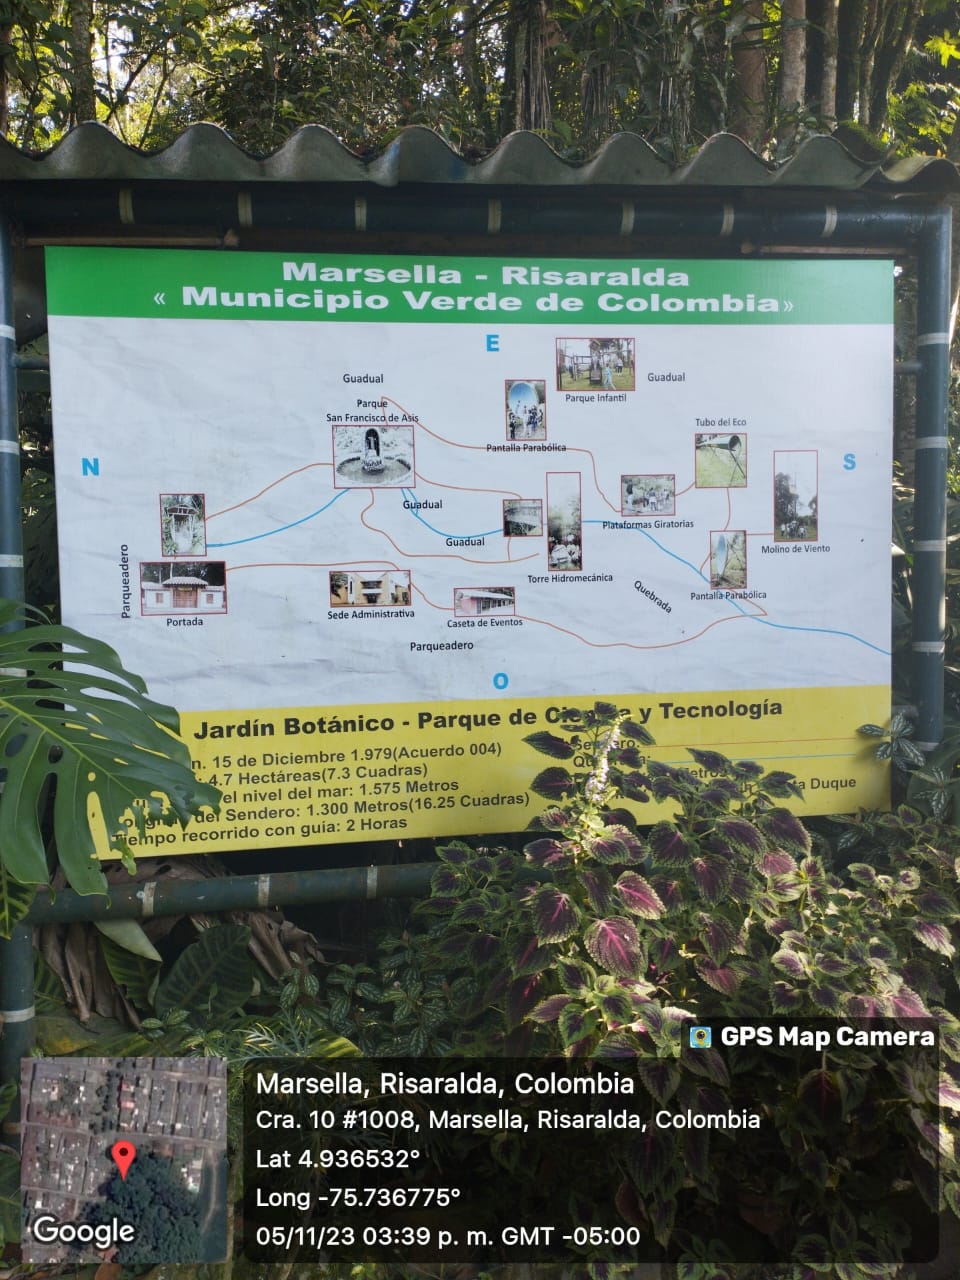 Marsella - Risaralda
« Municipio Verde de Colombia»
E
Guadual
Parque
San Francisco de Asis
Parque Infantil
Guadual
Pantalla Parabólica
Tubo del Eco
N
S
Guadual
Guadual
Plataformas Giratorias
Molino de Viento
Torre Hidromecánica
Quebrada
Pantalla Parabólica
Parqueadero
Portada
Sede Administrativa
Caseta de Eventos
Parqueadero
O
Jardín Botánico - Parque de y Tecnología
n. 15 de Diciembre 1.979(Acuerdo 004)
4.7 Hectáreas(7.3 Cuadras)
el nivel del mar: 1.575 Metros
del Sendero: 1.300 Metros(16.25 Cuadras)
Tiempo recorrido con guía: 2 Horas
Sendero:
Duque
GPS Map Camera
Marsella, Risaralda, Colombia
Cra. 10 #1008, Marsella, Risaralda, Colombia
Lat 4.936532°
Long -75.736775°
05/11/23 03:39 p. m. GMT -05:00
Google